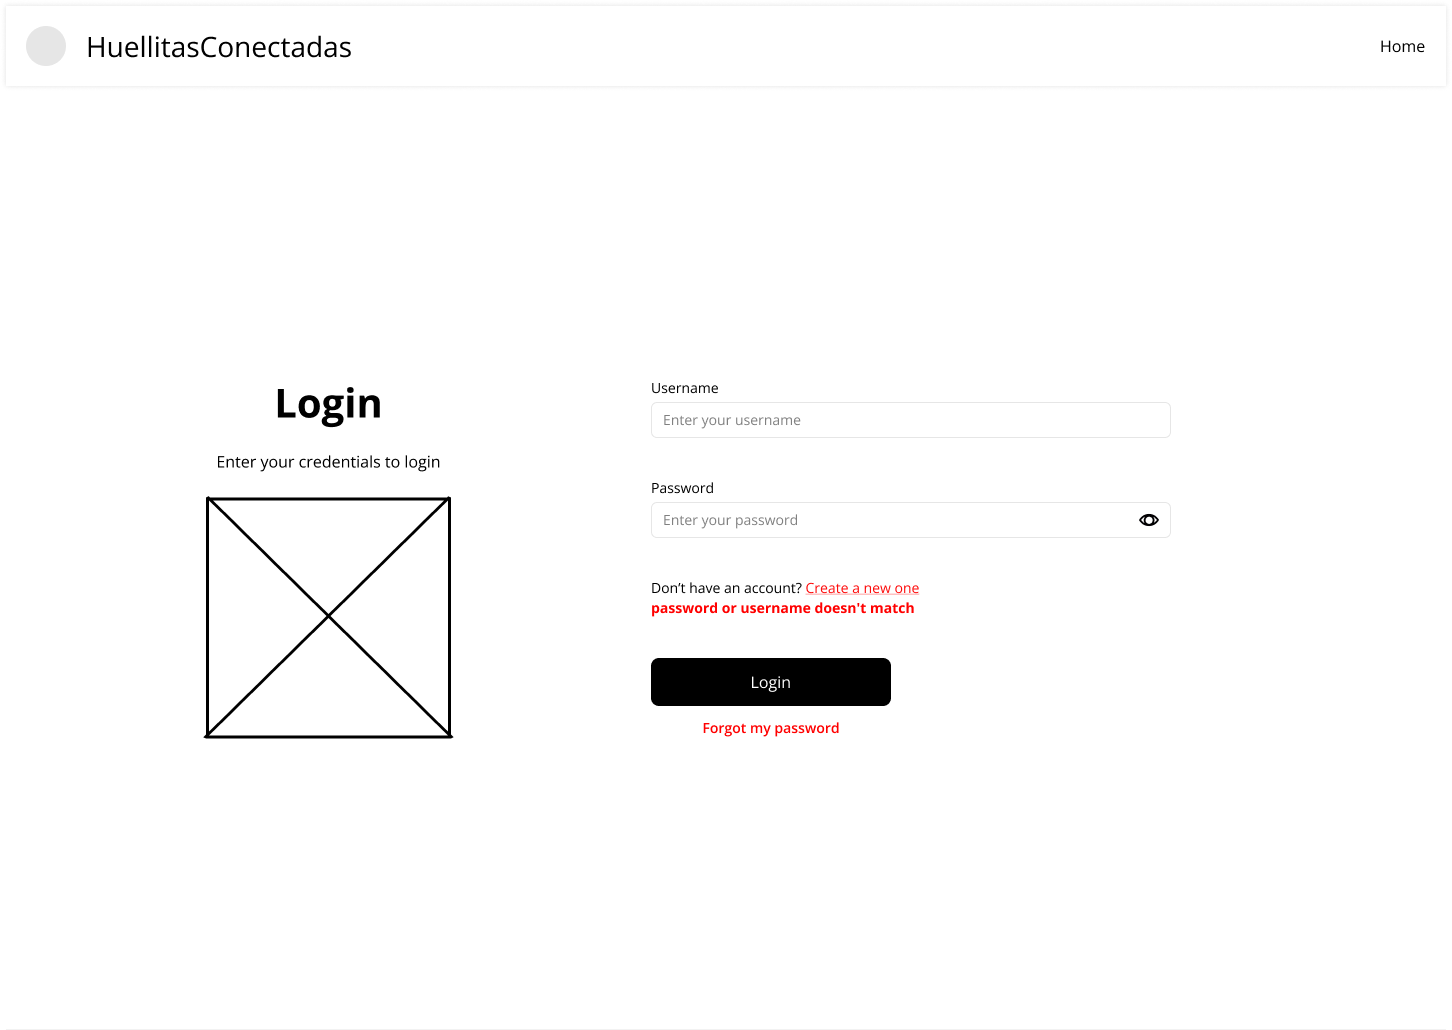 HuellitasConectadas
Home
Login
Enter your credentials to login
Username
Enter your username
Password
Enter your password
Don’t have an account? Create a new one
password or username doesn't match
Login
Forgot my password